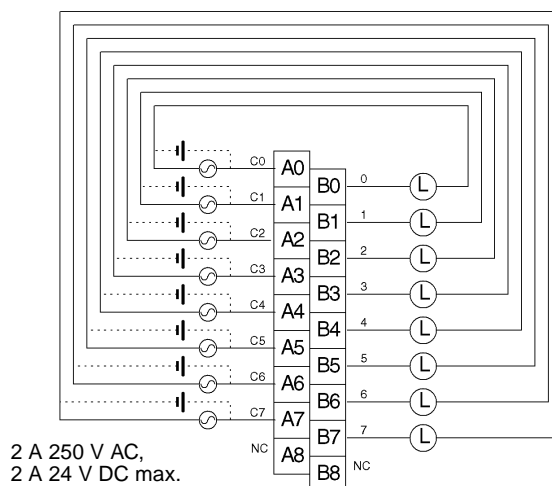 C0 A0
B0 0 L
C1 A1
B1 1 L
C2 A2
B2 2 L
C3 A3
B3 3 L
C4 A4
B4 4 L
C5 A5
B5 5 L
C6 A6
B6 6 L
C7 A7
B7 7 L
NC A8
B8 NC
2 A 250 V AC,
2 A 24 V DC max.